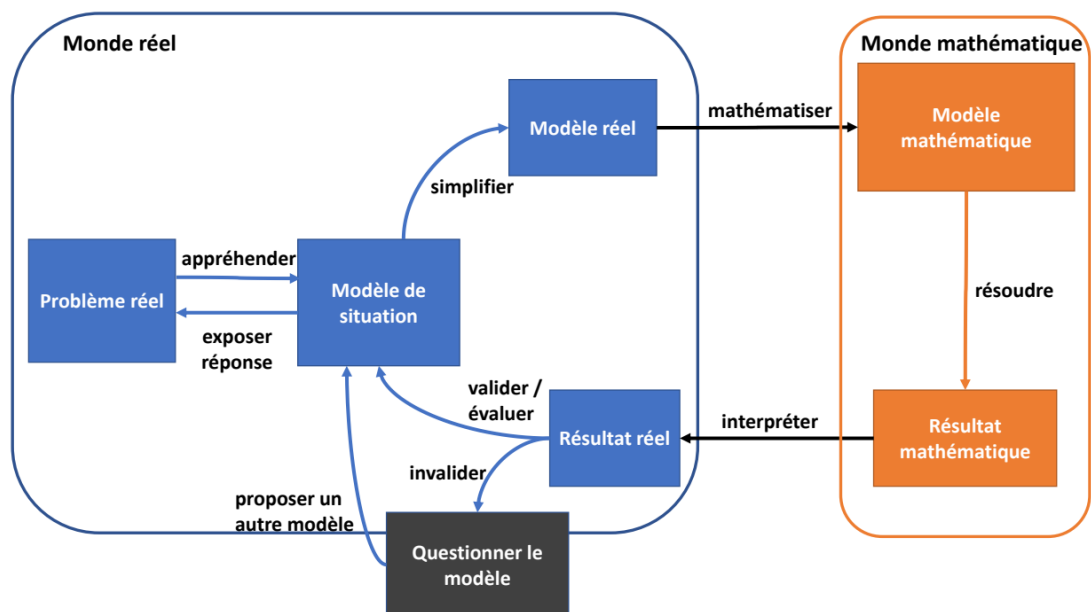 Monde réel
Monde mathématique
Modèle réel
mathématiser
Modèle
mathématique
simplifier
appréhender
Problème réel
Modèle de
situation
exposer
réponse
résoudre
valider /
évaluer
Résultat réel
interpréter
Résultat
mathématique
invalider
proposer un
autre modèle
Questionner le
modèle